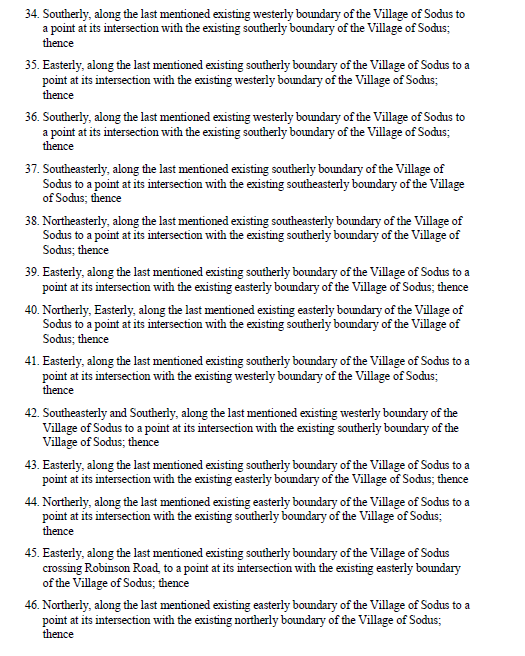 34. Southerly, along the last mentioned existing westerly boundary of the Village of Sodus to
a point at its intersection with the existing southerly boundary of the Village of Sodus;
thence
35. Easterly, along the last mentioned existing southerly boundary of the Village of Sodus to a
point at its intersection with the existing westerly boundary of the Village of Sodus;
thence
36. Southerly, along the last mentioned existing westerly boundary of the Village of Sodus to
a point at its intersection with the existing southerly boundary of the Village of Sodus;
thence
37. Southeasterly, along the last mentioned existing southerly boundary of the Village of
Sodus to a point at its intersection with the existing southeasterly boundary of the Village
of Sodus; thence
38. Northeasterly, along the last mentioned existing southeasterly boundary of the Village of
Sodus to a point at its intersection with the existing southerly boundary of the Village of
Sodus; thence
39. Easterly, along the last mentioned existing southerly boundary of the Village of Sodus to a
point at its intersection with the existing easterly boundary of the Village of Sodus; thence
40. Northerly, Easterly, along the last mentioned existing easterly boundary of the Village of
Sodus to a point at its intersection with the existing southerly boundary of the Village of
Sodus; thence
41. Easterly, along the last mentioned existing southerly boundary of the Village of Sodus to a
point at its intersection with the existing westerly boundary of the Village of Sodus;
thence
42. Southeasterly and Southerly, along the last mentioned existing westerly boundary of the
Village of Sodus to a point at its intersection with the existing southerly boundary of the
Village of Sodus; thence
43. Easterly, along the last mentioned existing southerly boundary of the Village of Sodus to a
point at its intersection with the existing easterly boundary of the Village of Sodus; thence
44. Northerly, along the last mentioned existing easterly boundary of the Village of Sodus to a
point at its intersection with the existing southerly boundary of the Village of Sodus;
thence
45. Easterly, along the last mentioned existing southerly boundary of the Village of Sodus
crossing Robinson Road, to a point at its intersection with the existing easterly boundary
of the Village of Sodus; thence
46. Northerly, along the last mentioned existing easterly boundary of the Village of Sodus to a
point at its intersection with the existing northerly boundary of the Village of Sodus;
thence